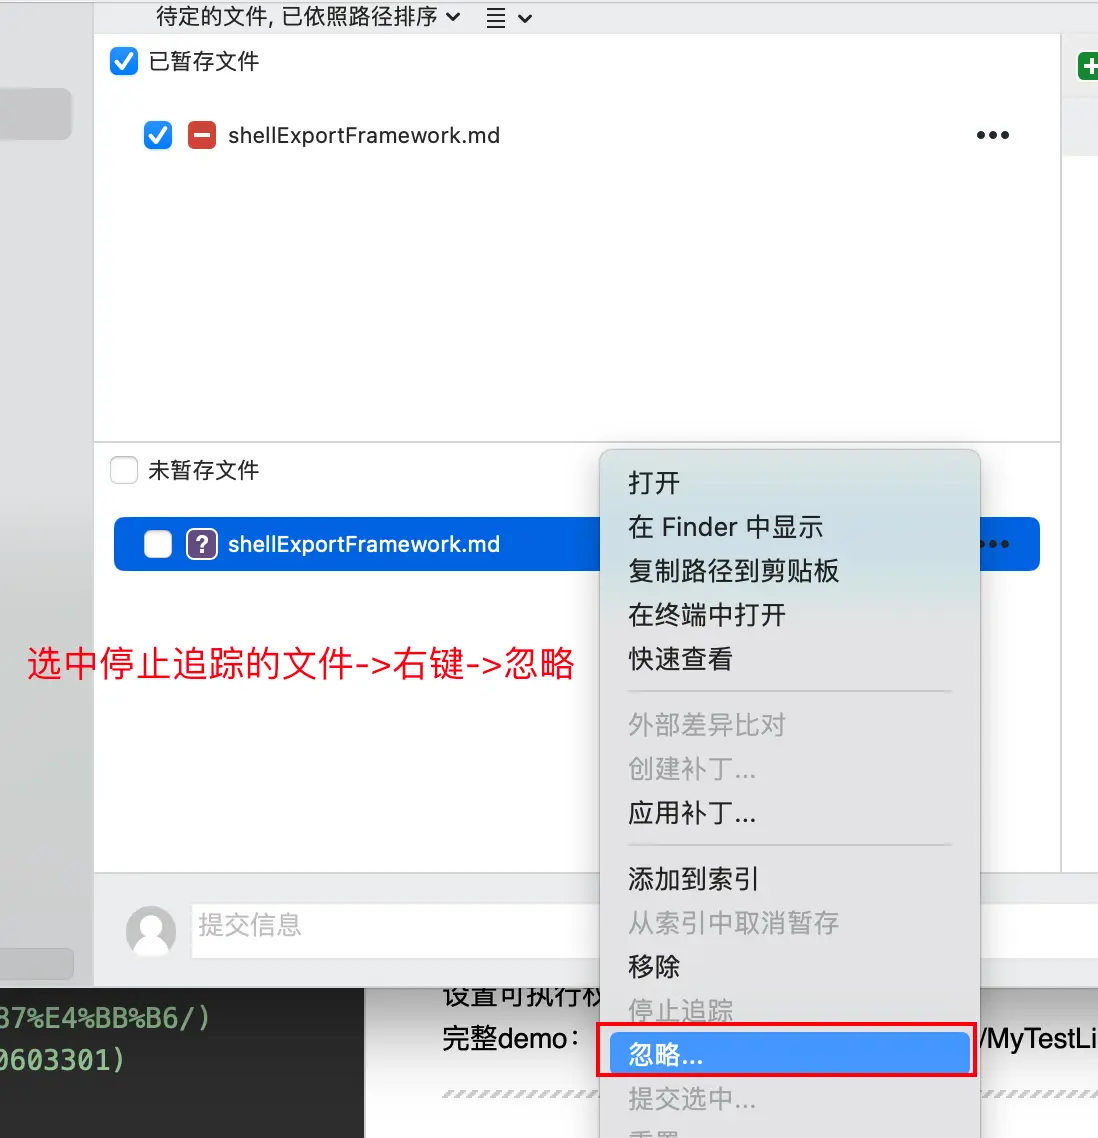 待定的文件, 已依照路径排序
已暂存文件
shellExportFramework.md
未暂存文件
shellExportFramework.md
选中停止追踪的文件->右键->忽略
打开
在 Finder 中显示
复制路径到剪贴板
在终端中打开
快速查看
外部差异比对
创建补丁...
应用补丁...
添加到索引
从索引中取消暂存
移除
停止追踪
忽略...
提交选中...
提交信息
87%E4%BB%B6/)
0603301)
设置可执行权
完整demo：
/MyTestLi